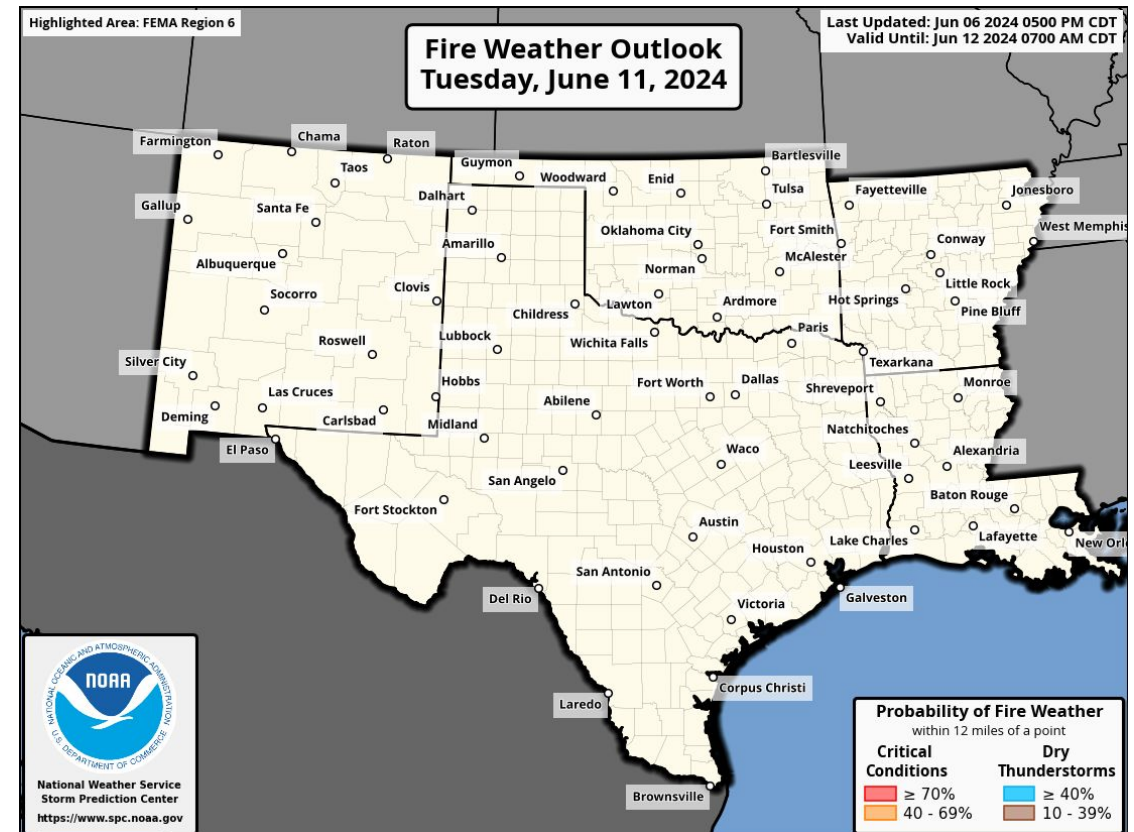 Highlighted Area: FEMA Region 6
Fire Weather Outlook
Tuesday, June 11, 2024
Last Updated: Jun 06 2024 0500 PM CDT
Valid Until: Jun 12 2024 0700 AM CDT
Farmington
Chama
Raton
Taos
Guymon
Woodward
Enid
Bartlesville
Tulsa
Fayetteville
Jonesboro
Gallup
Santa Fe
Dalhart
Oklahoma City
Fort Smith
Conway
West Memphis
Albuquerque
Amarillo
Norman
McAlester
Little Rock
Socorro
Clovis
Childress
Lawton
Ardmore
Hot Springs
Pine Bluff
Roswell
Lubbock
Wichita Falls
Paris
Texarkana
Silver City
Las Cruces
Hobbs
Fort Worth
Dallas
Shreveport
Monroe
Deming
Carlsbad
Midland
Abilene
Natchitoches
El Paso
Waco
Leesville
Alexandria
San Angelo
Baton Rouge
Fort Stockton
Austin
Houston
Lake Charles
Lafayette
New Orl
San Antonio
Del Rio
Victoria
Galveston
Laredo
Corpus Christi
Brownsville
NATIONAL OCEANIC AND ATMOSPHERIC ADMINISTRATION
NOAA
U.S. DEPARTMENT OF COMMERCE
National Weather Service
Storm Prediction Center
https://www.spc.noaa.gov
Probability of Fire Weather
within 12 miles of a point
Critical Dry
Conditions Thunderstorms
≥ 70% ≥ 40%
40 - 69% 10 - 39%